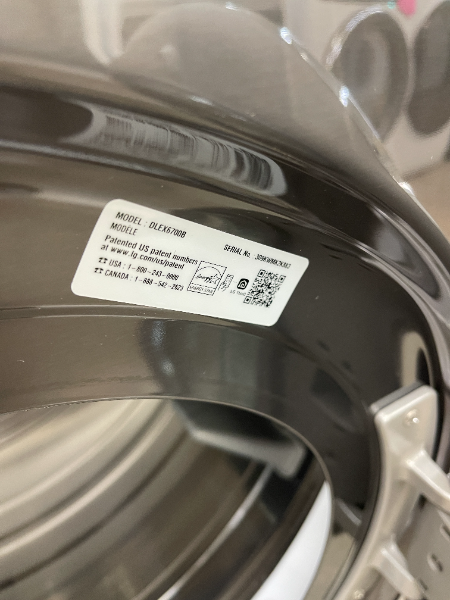 MODEL : DLEX6700B
MODÈLE
SERIAL No.
Patented US patent numbers
at www.lg.com/us/patent
USA : 1-800-243-0000
CANADA : 1-888-542-2623